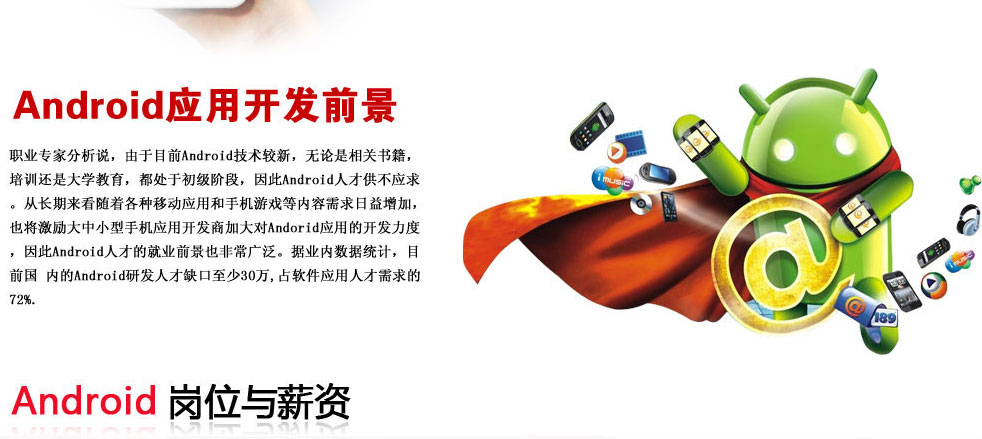 Android应用开发前景
职业专家分析说，由于目前Android技术较新，无论是相关书籍，
培训还是大学教育，都处于初级阶段，因此Android人才供不应求
。从长期来看随着各种移动应用和手机游戏等内容需求日益增加，
也将激励大中小型手机应用开发商加大对Andorid应用的开发力度
，因此Android人才的就业前景也非常广泛。据业内数据统计，目
前国 内的Android研发人才缺口至少30万,占软件应用人才需求的
72%.
i MUSIC
@
MUSIC
@
189
Android 岗位与薪资